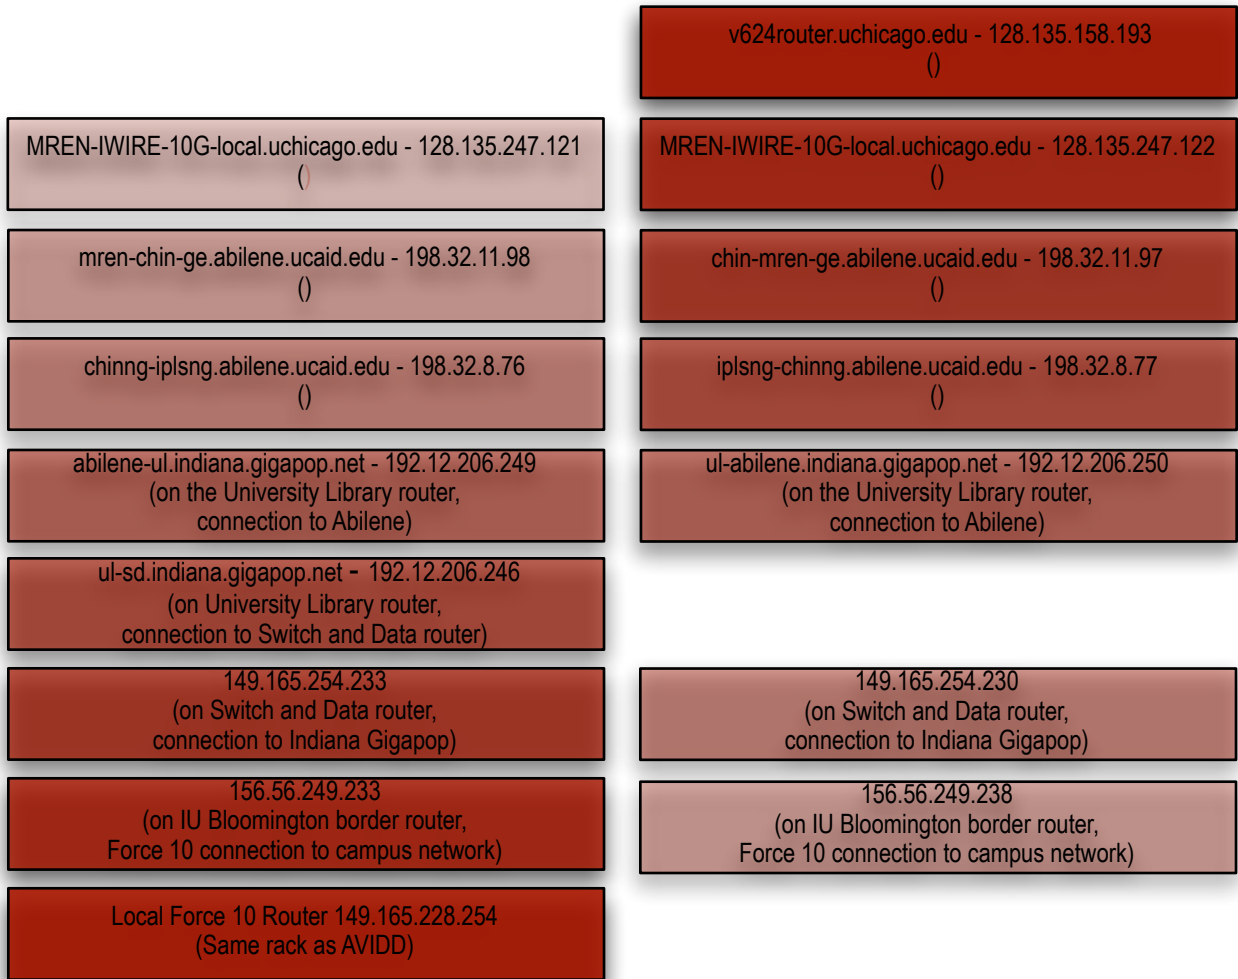 v624router.uchicago.edu - 128.135.158.193
()
MREN-IWIRE-10G-local.uchicago.edu - 128.135.247.121
()
MREN-IWIRE-10G-local.uchicago.edu - 128.135.247.122
()
mren-chin-ge.abilene.ucaid.edu - 198.32.11.98
()
chin-mren-ge.abilene.ucaid.edu - 198.32.11.97
()
chinng-iplsng.abilene.ucaid.edu - 198.32.8.76
()
iplsng-chinng.abilene.ucaid.edu - 198.32.8.77
()
abilene-ul.indiana.gigapop.net - 192.12.206.249
(on the University Library router,
connection to Abilene)
ul-abilene.indiana.gigapop.net - 192.12.206.250
(on the University Library router,
connection to Abilene)
ul-sd.indiana.gigapop.net - 192.12.206.246
(on University Library router,
connection to Switch and Data router)
149.165.254.233
(on Switch and Data router,
connection to Indiana Gigapop)
149.165.254.230
(on Switch and Data router,
connection to Indiana Gigapop)
156.56.249.233
(on IU Bloomington border router,
Force 10 connection to campus network)
156.56.249.238
(on IU Bloomington border router,
Force 10 connection to campus network)
Local Force 10 Router 149.165.228.254
(Same rack as AVIDD)